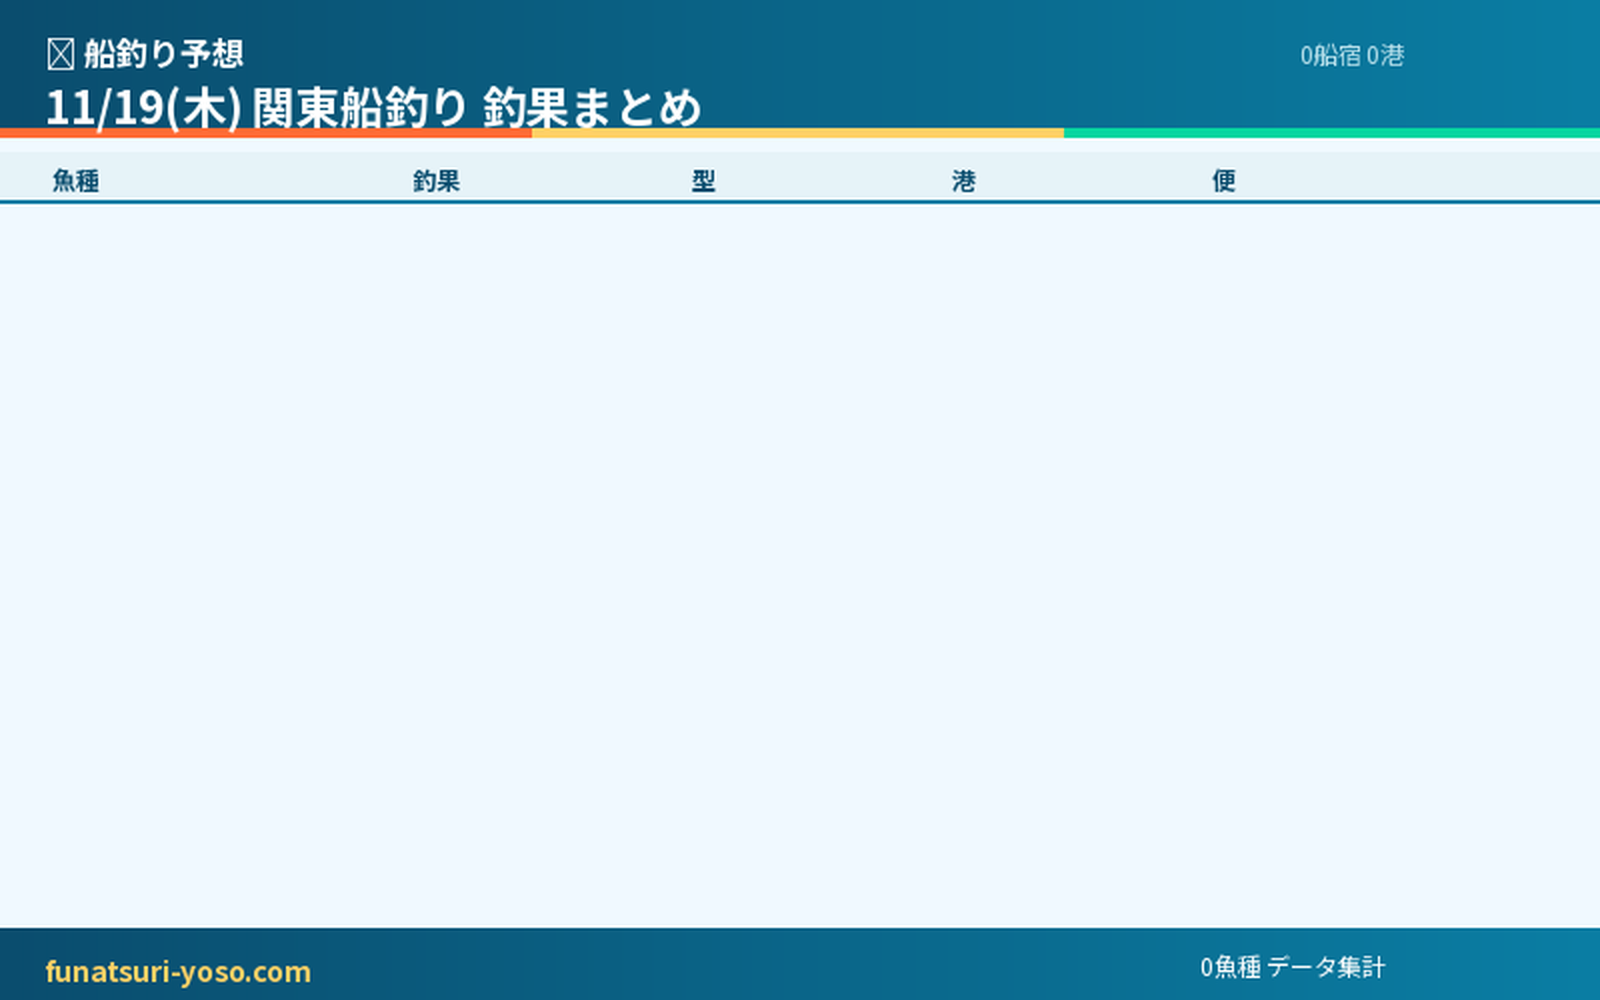 船釣り予想
0船宿 0港
11/19(木) 関東船釣り 釣果まとめ
魚種 釣果 型 港 便
funatsuri-yoso.com
0魚種 データ集計